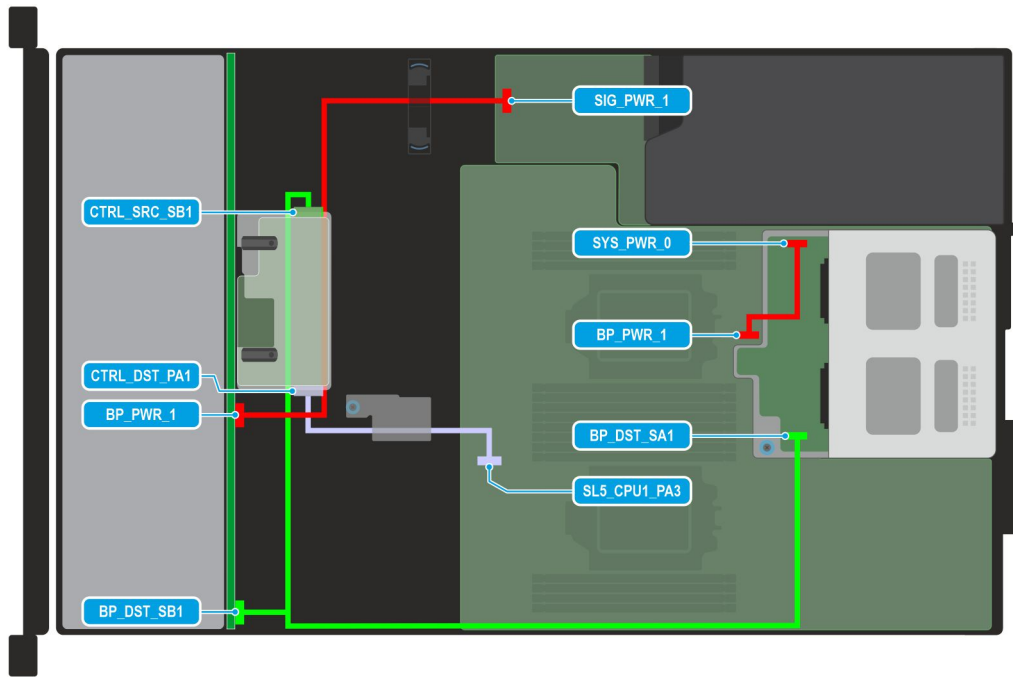 SIG_PWR_1
CTRL_SRC_SB1
SYS_PWR_0
BP_PWR_1
CTRL_DST_PA1
BP_PWR_1
BP_DST_SA1
SL5_CPU1_PA3
BP_DST_SB1